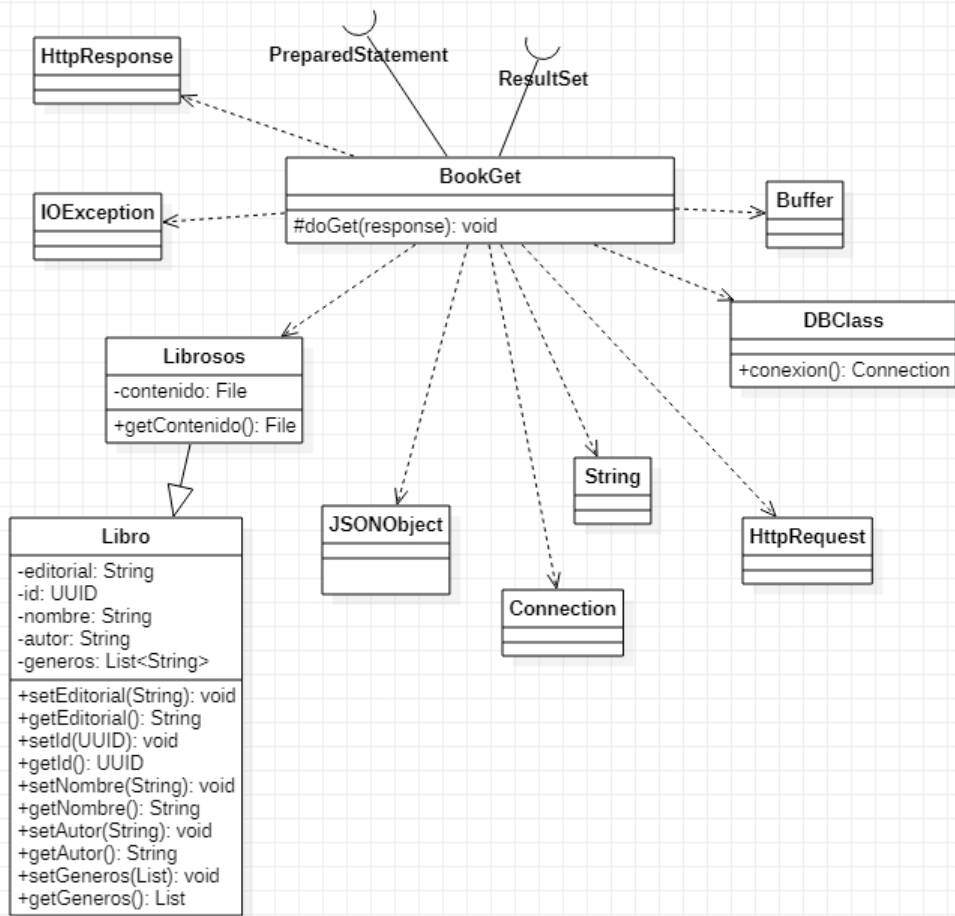 PreparedStatement
HttpResponse
ResultSet
BookGet
#doGet(response): void
IOException
Buffer
DBClass
+conexion(): Connection
Librosos
-contenido: File
+getContenido(): File
String
JSONObject
HttpRequest
Connection
Libro
-editorial: String
-id: UUID
-nombre: String
-autor: String
-generos: List<String>
+setEditorial(String): void
+getEditorial(): String
+setId(UUID): void
+getId(): UUID
+setNombre(String): void
+getNombre(): String
+setAutor(String): void
+getAutor(): String
+setGeneros(List): void
+getGeneros(): List